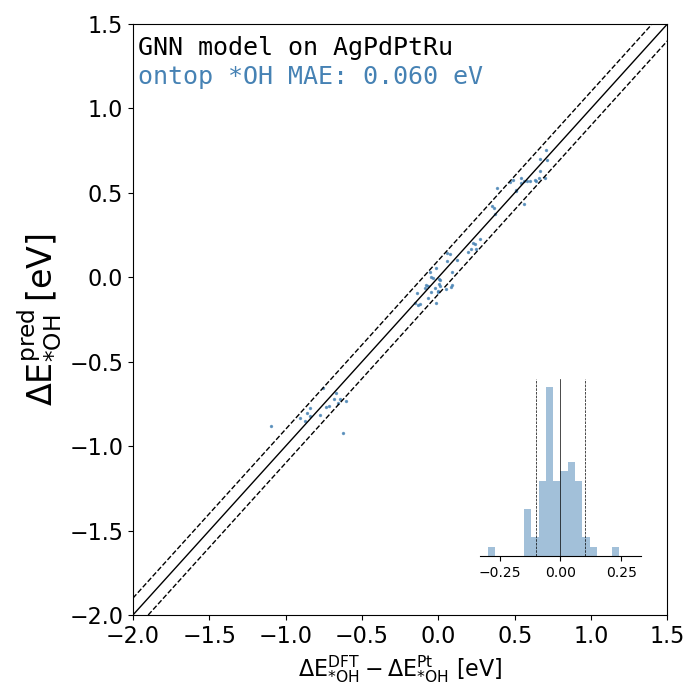 GNN model on AgPdPtRu
ontop *OH MAE: 0.060 eV
1.5
1.0
0.5
0.0
−0.5
−1.0
−1.5
−2.0
ΔE*OH^pred [eV]
−0.25 0.00 0.25
−2.0 −1.5 −1.0 −0.5 0.0 0.5 1.0 1.5
ΔE*OH^DFT − ΔE*OH^Pt [eV]